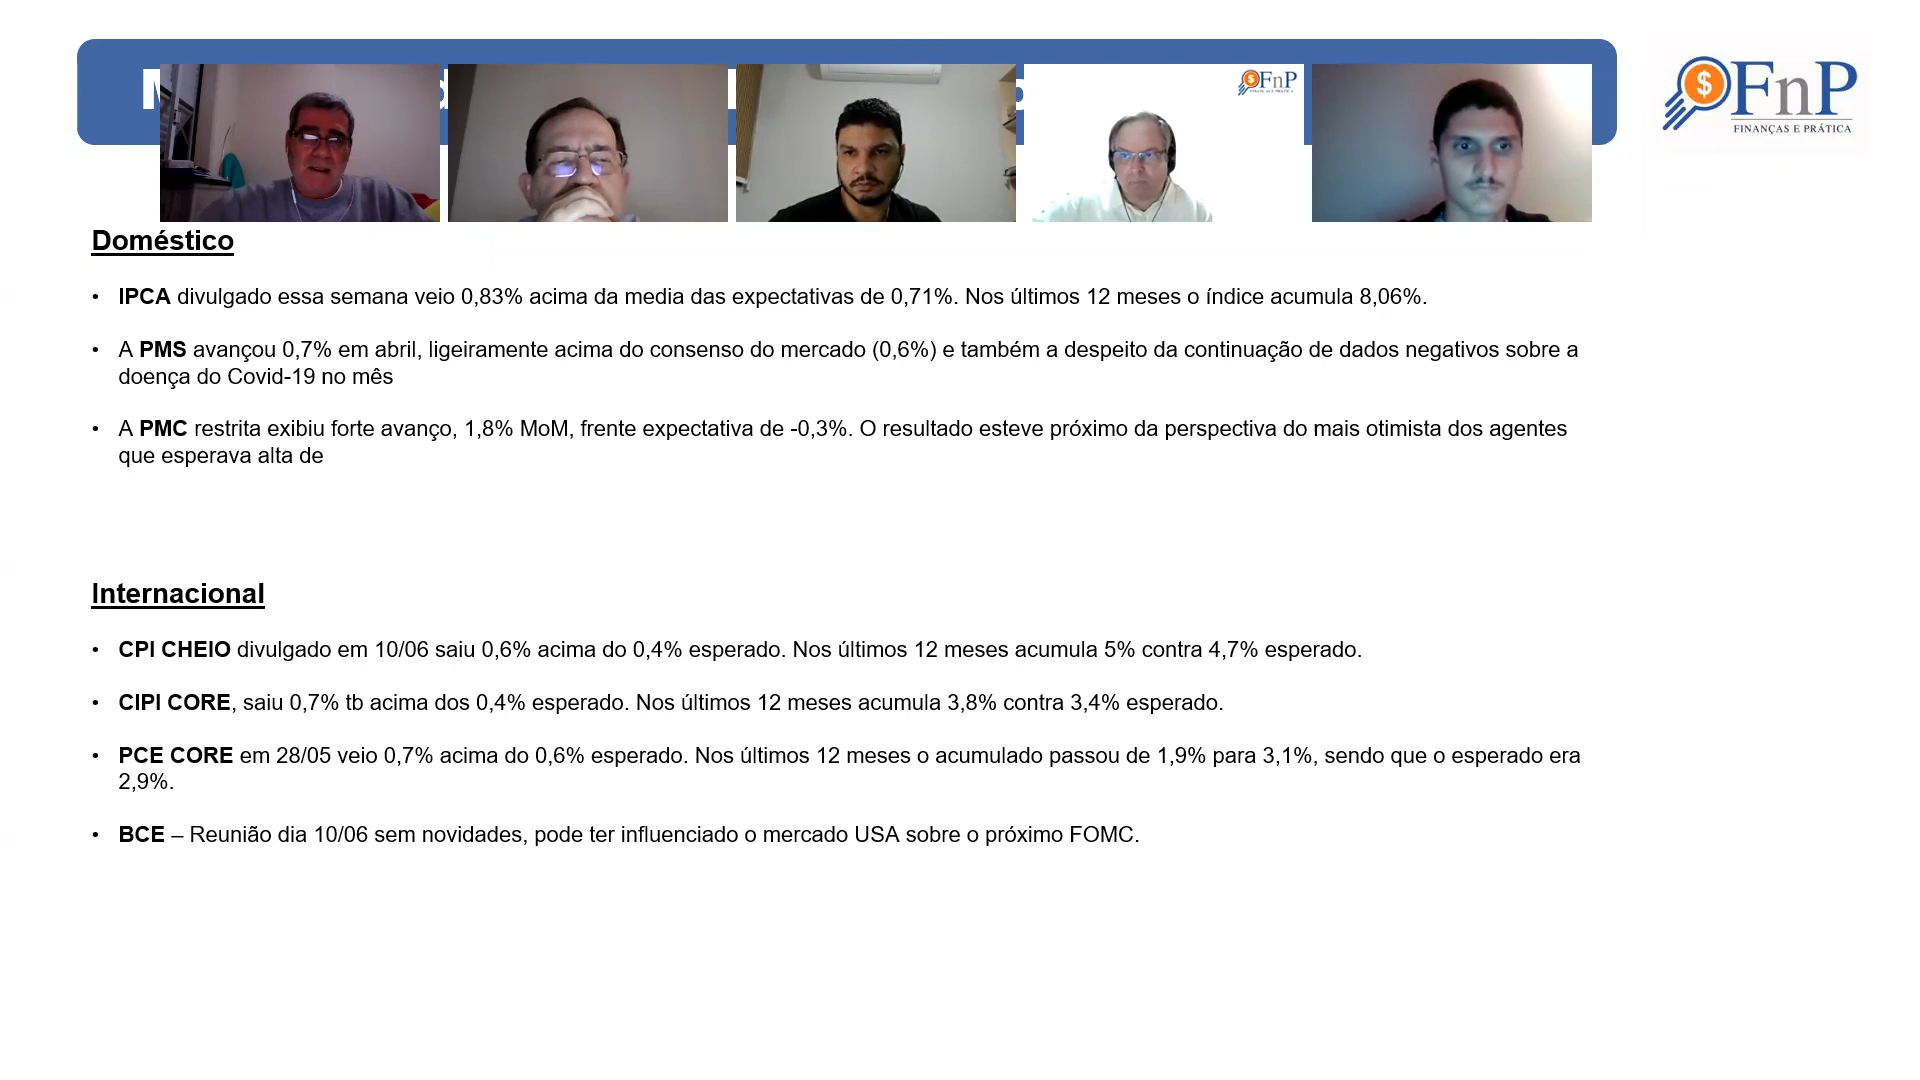 FnP
FINANÇAS E PRÁTICA
FnP
FINANÇAS E PRÁTICA
Doméstico
• IPCA divulgado essa semana veio 0,83% acima da media das expectativas de 0,71%. Nos últimos 12 meses o índice acumula 8,06%.
• A PMS avançou 0,7% em abril, ligeiramente acima do consenso do mercado (0,6%) e também a despeito da continuação de dados negativos sobre a
doença do Covid-19 no mês
• A PMC restrita exibiu forte avanço, 1,8% MoM, frente expectativa de -0,3%. O resultado esteve próximo da perspectiva do mais otimista dos agentes
que esperava alta de
Internacional
• CPI CHEIO divulgado em 10/06 saiu 0,6% acima do 0,4% esperado. Nos últimos 12 meses acumula 5% contra 4,7% esperado.
• CIPI CORE, saiu 0,7% tb acima dos 0,4% esperado. Nos últimos 12 meses acumula 3,8% contra 3,4% esperado.
• PCE CORE em 28/05 veio 0,7% acima do 0,6% esperado. Nos últimos 12 meses o acumulado passou de 1,9% para 3,1%, sendo que o esperado era
2,9%.
• BCE – Reunião dia 10/06 sem novidades, pode ter influenciado o mercado USA sobre o próximo FOMC.